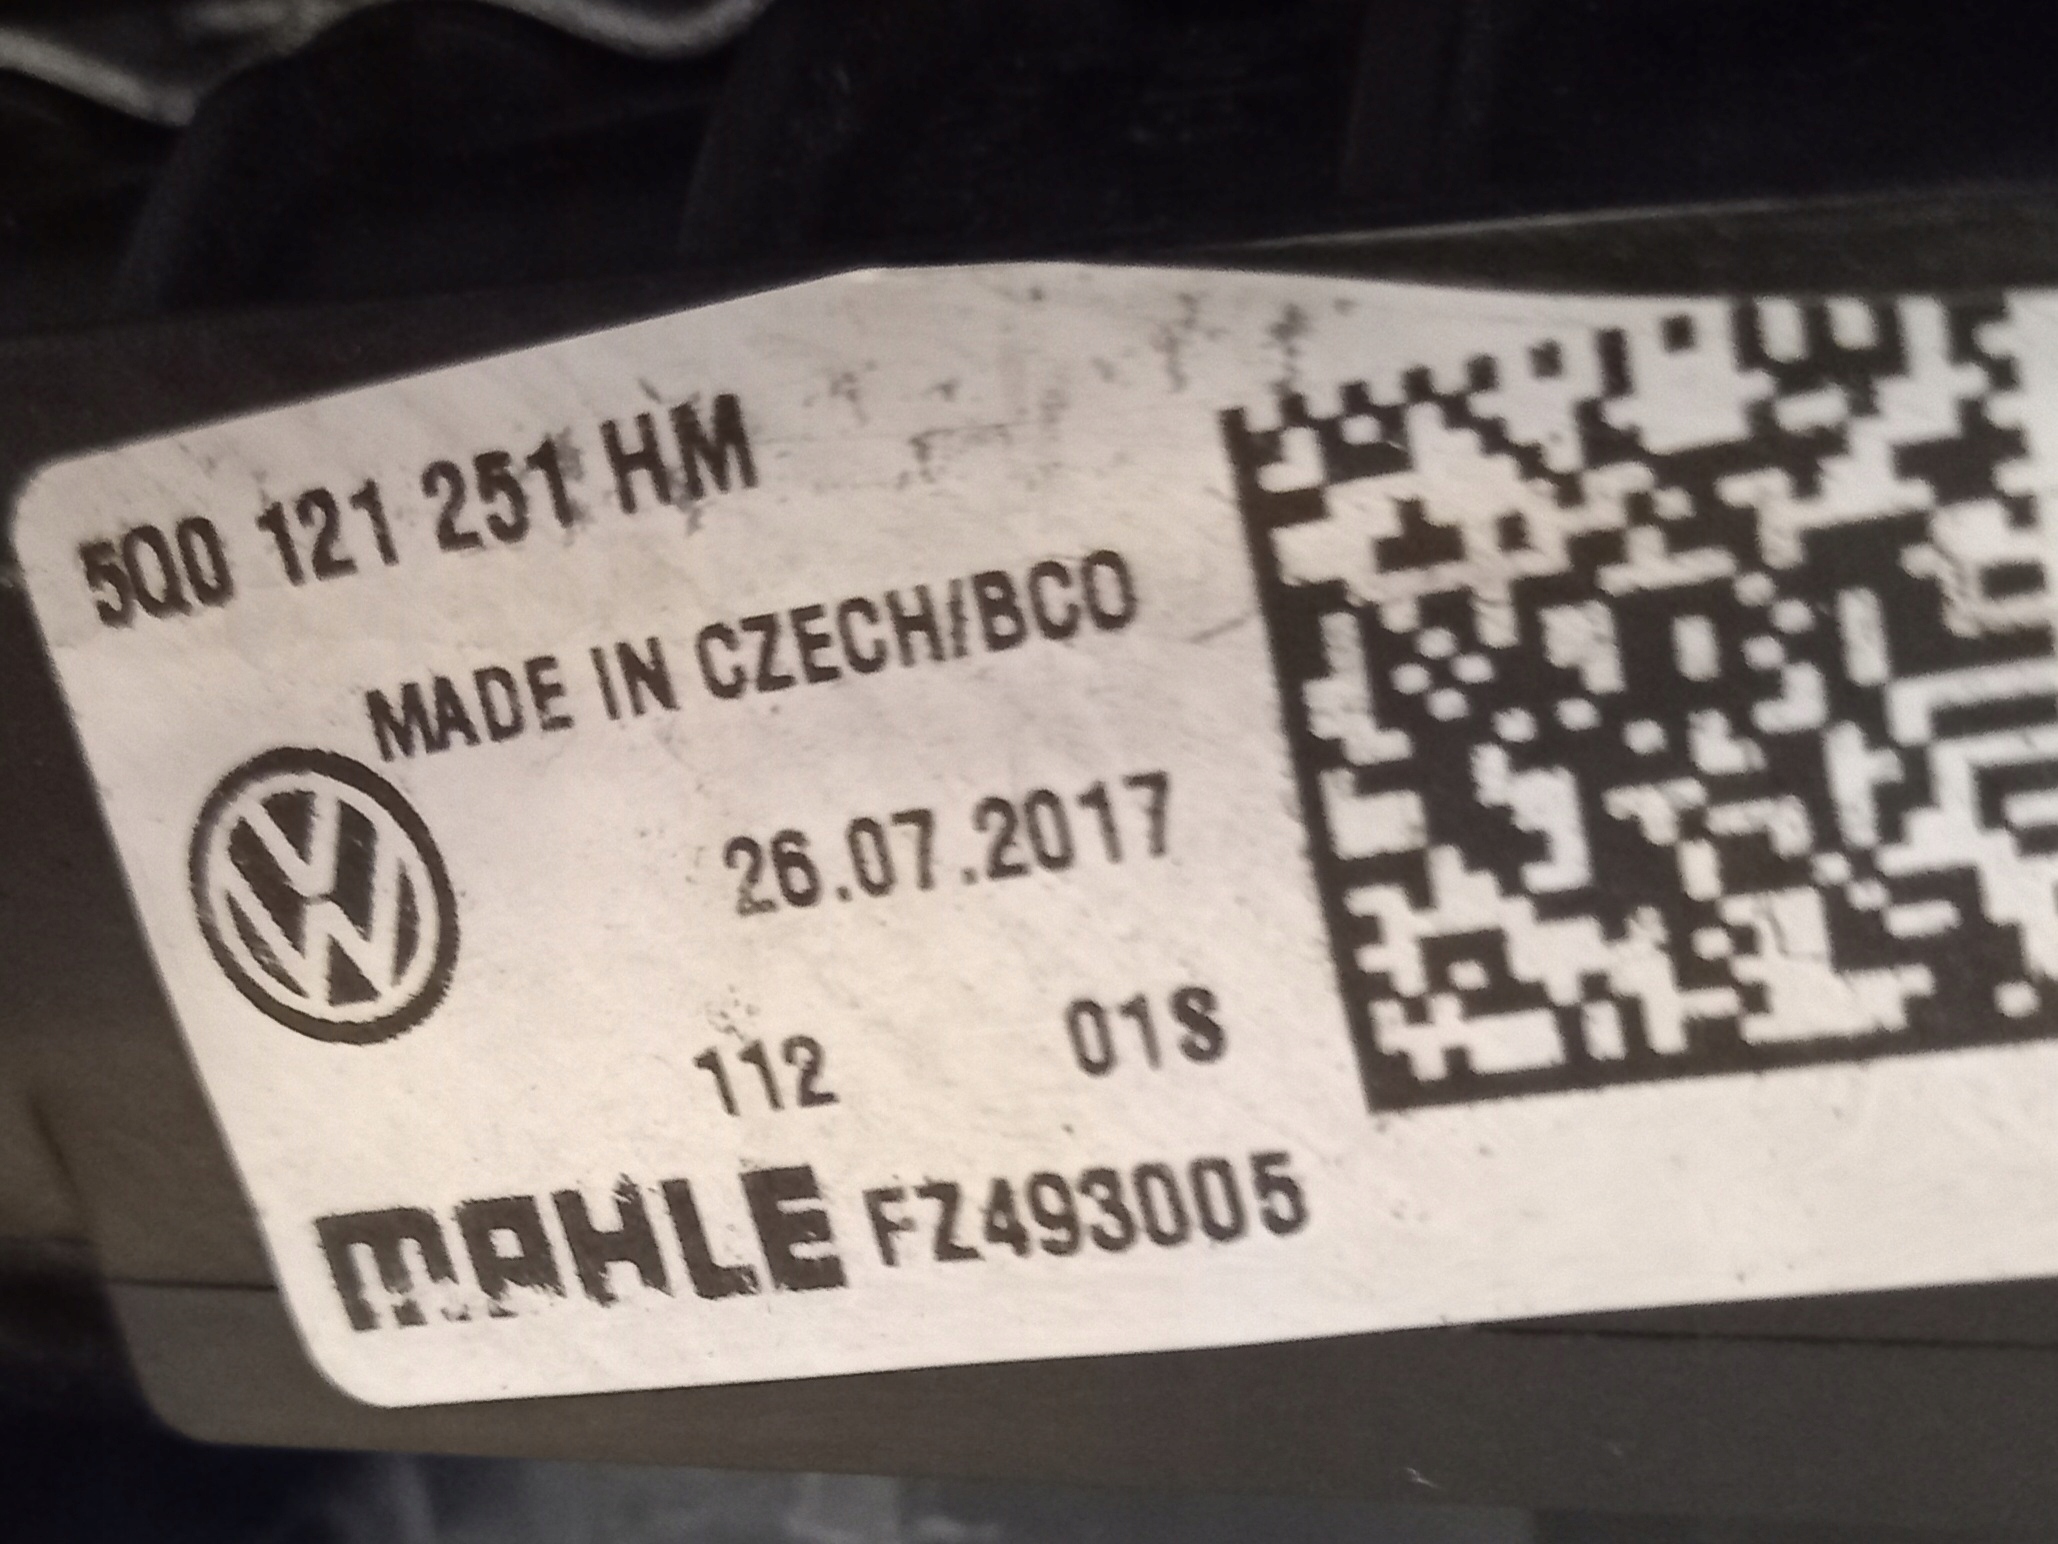 5Q0 121 251 HM
MADE IN CZECH/BCO
26.07.2017
112 01S
MAHLE FZ493005